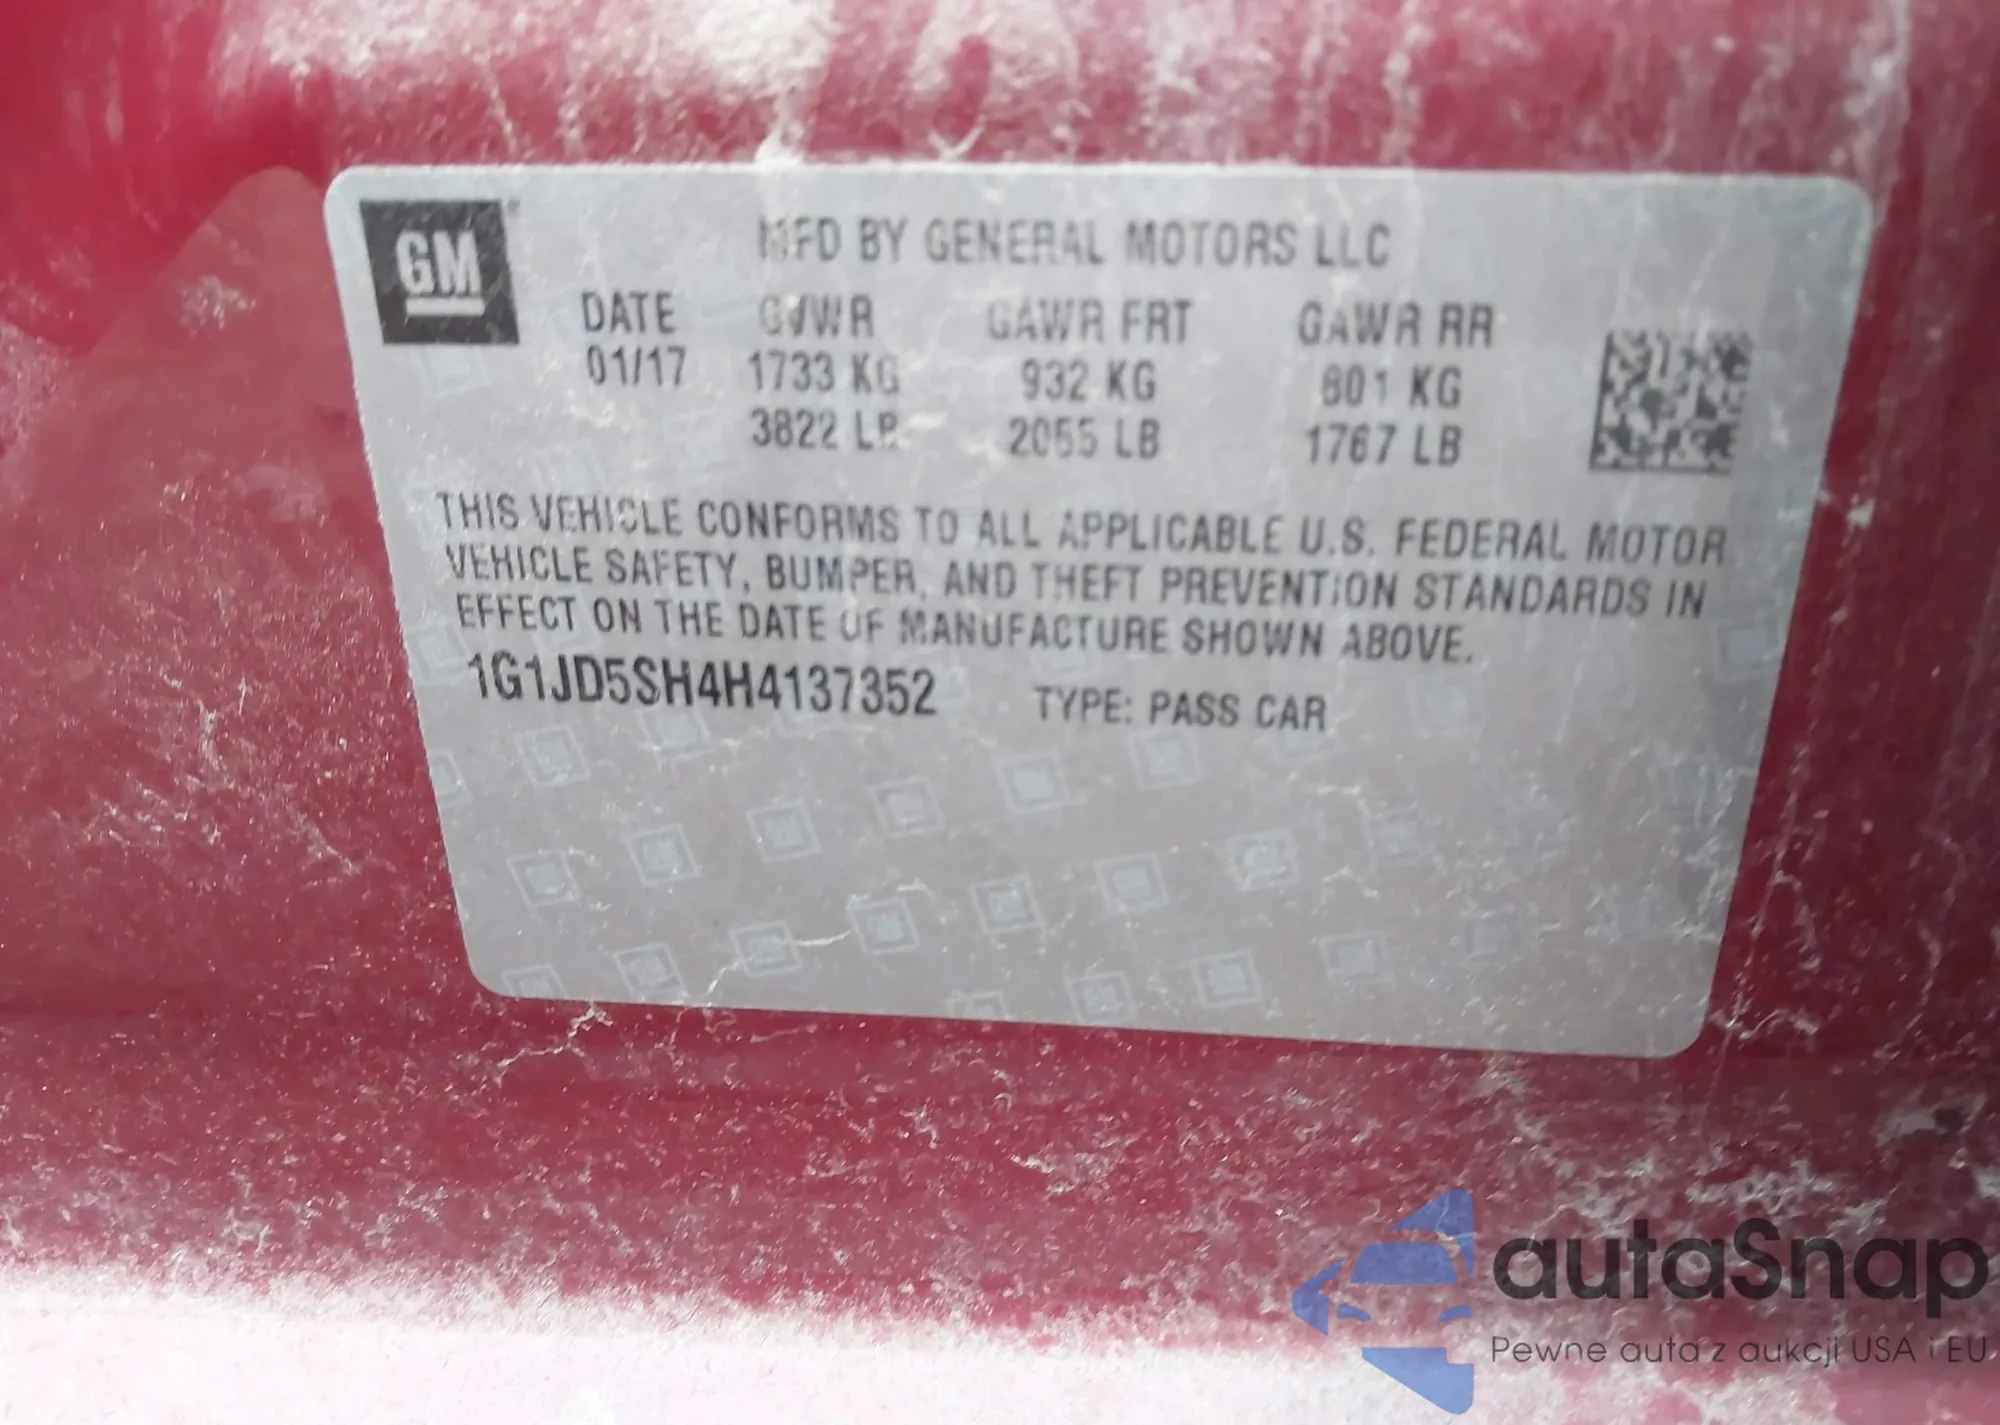 GM
MFD BY GENERAL MOTORS LLC
DATE GVWR GAWR FRT GAWR RR
01/17 1733 KG 932 KG 801 KG
3822 LB 2055 LB 1767 LB
THIS VEHICLE CONFORMS TO ALL APPLICABLE U.S. FEDERAL MOTOR
VEHICLE SAFETY, BUMPER, AND THEFT PREVENTION STANDARDS IN
EFFECT ON THE DATE OF MANUFACTURE SHOWN ABOVE.
1G1JD5SH4H4137352 TYPE: PASS CAR
autaSnap
Pewne auta z aukcji USA i EU